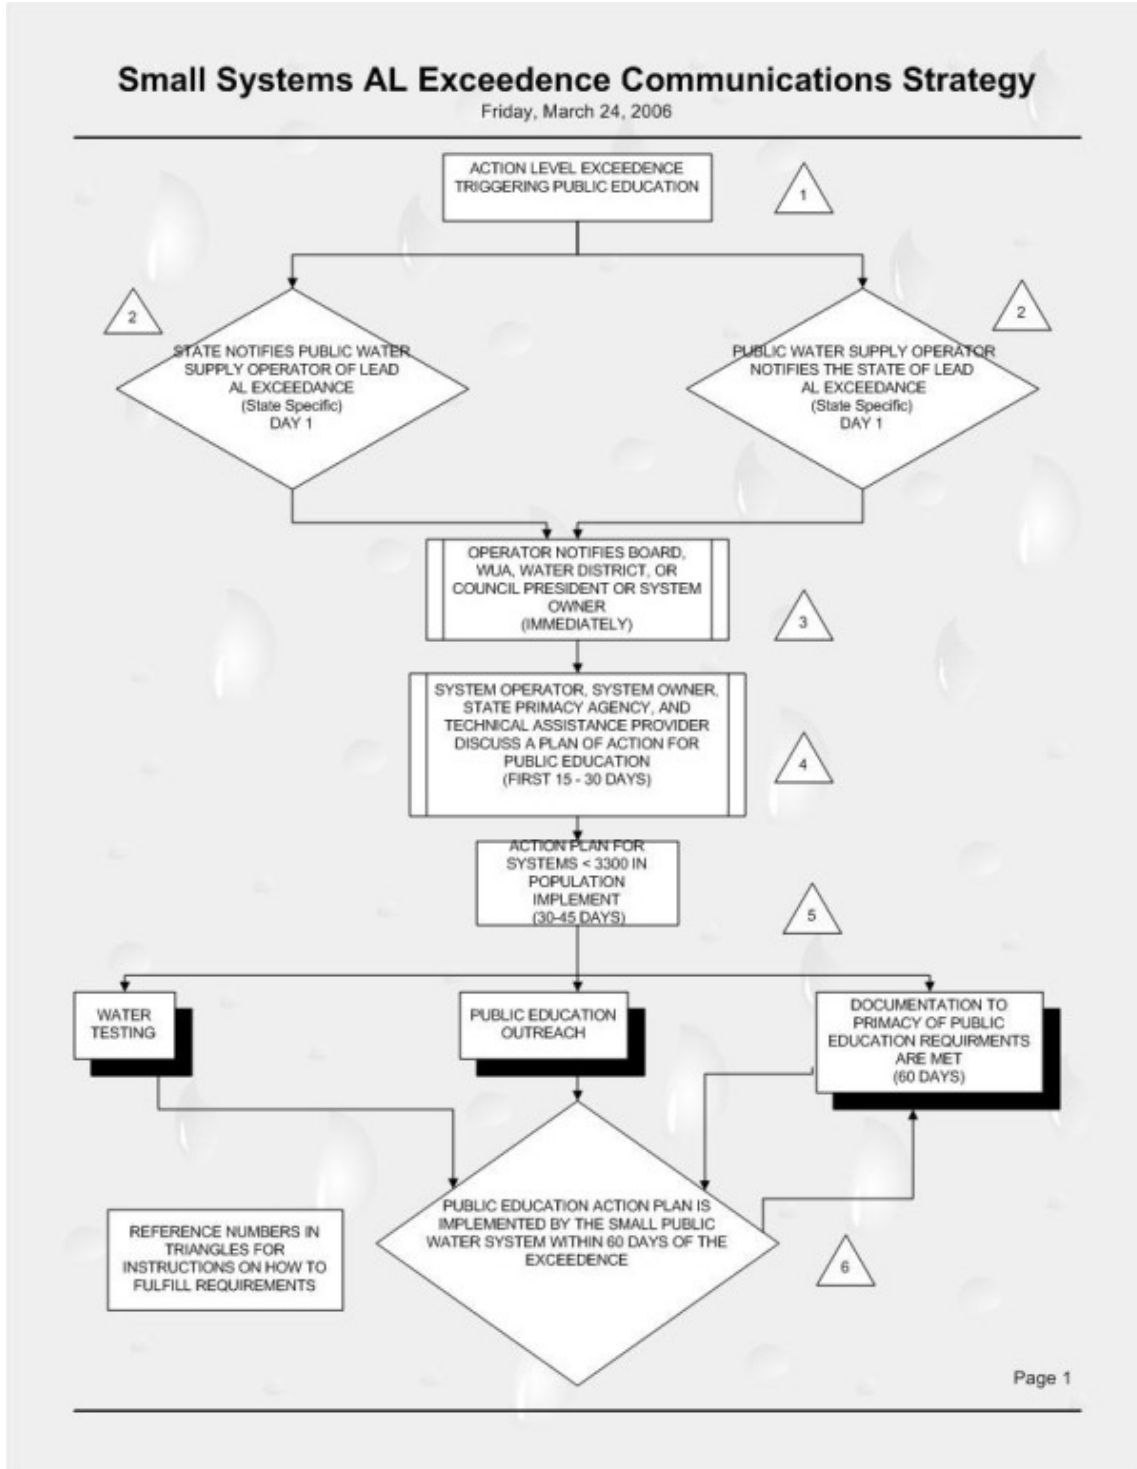 Small Systems AL Exceedence Communications Strategy
Friday, March 24, 2006
ACTION LEVEL EXCEEDENCE
TRIGGERING PUBLIC EDUCATION
1
2
STATE NOTIFIES PUBLIC WATER
SUPPLY OPERATOR OF LEAD
AL EXCEEDANCE
(State Specific)
DAY 1
2
PUBLIC WATER SUPPLY OPERATOR
NOTIFIES THE STATE OF LEAD
AL EXCEEDANCE
(State Specific)
DAY 1
OPERATOR NOTIFIES BOARD,
WUA, WATER DISTRICT, OR
COUNCIL PRESIDENT OR SYSTEM
OWNER
(IMMEDIATELY)
3
SYSTEM OPERATOR, SYSTEM OWNER,
STATE PRIMACY AGENCY, AND
TECHNICAL ASSISTANCE PROVIDER
DISCUSS A PLAN OF ACTION FOR
PUBLIC EDUCATION
(FIRST 15 - 30 DAYS)
4
ACTION PLAN FOR
SYSTEMS < 3300 IN
POPULATION
IMPLEMENT
(30-45 DAYS)
5
WATER
TESTING
PUBLIC EDUCATION
OUTREACH
DOCUMENTATION TO
PRIMACY OF PUBLIC
EDUCATION REQUIRMENTS
ARE MET
(60 DAYS)
PUBLIC EDUCATION ACTION PLAN IS
IMPLEMENTED BY THE SMALL PUBLIC
WATER SYSTEM WITHIN 60 DAYS OF THE
EXCEEDENCE
6
REFERENCE NUMBERS IN
TRIANGLES FOR
INSTRUCTIONS ON HOW TO
FULFILL REQUIREMENTS
Page 1